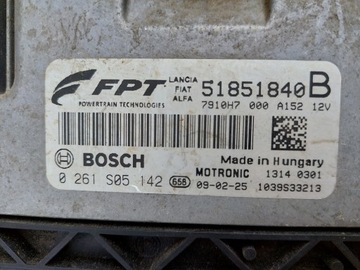 FPT
POWERTRAIN TECHNOLOGIES
LANCIA
FIAT
ALFA
51851840 B
7910H7 000 A152 12V
BOSCH
Made in Hungary
0 261 S05 142 656
MOTRONIC 1314 0301
09-02-25 1039S33213